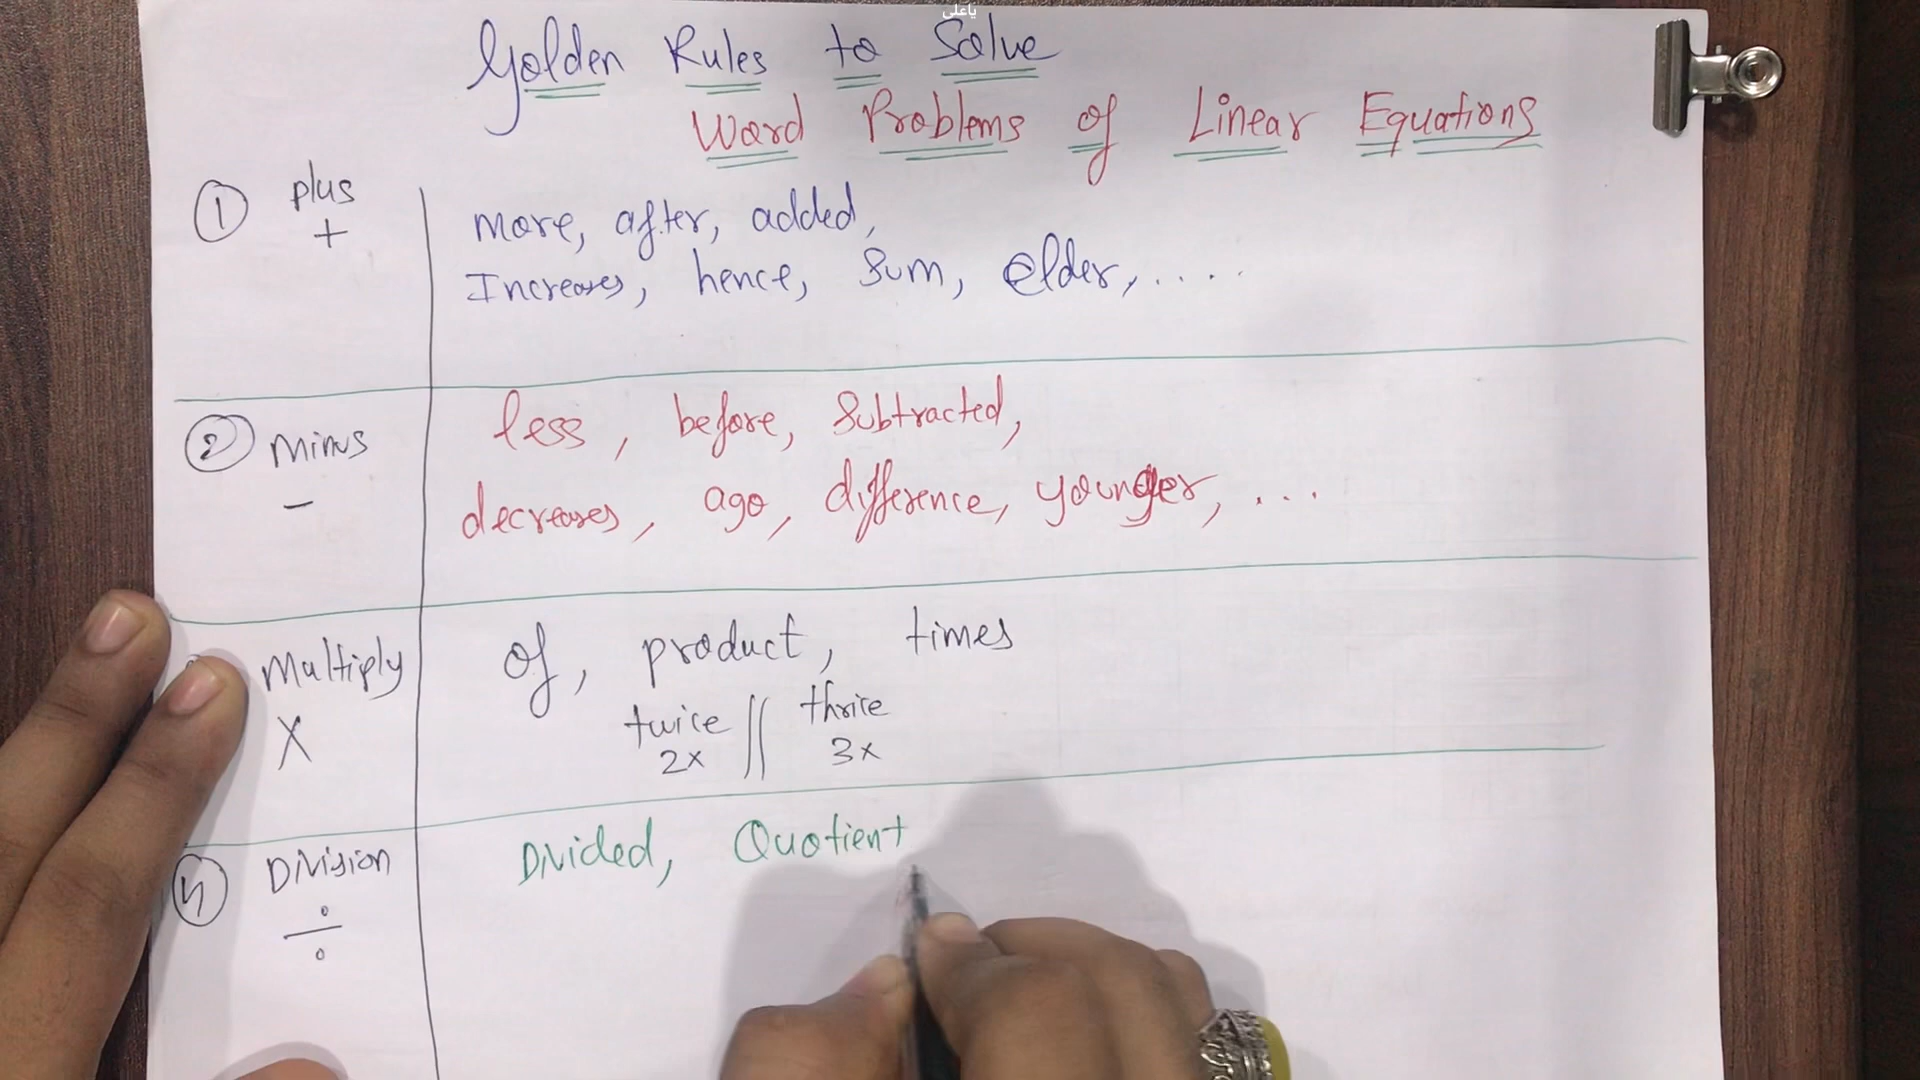 ياعلى
Golden Rules to Solve
Word Problems of Linear Equations
① plus
+
more, after, added,
Increases, hence, Sum, elder, ....
② minus
−
less, before, Subtracted,
decreases, ago, difference, younger, ...
Multiply
X
of, product, times
twice || thrice
2x 3x
④ Division
÷
Divided, Quotient